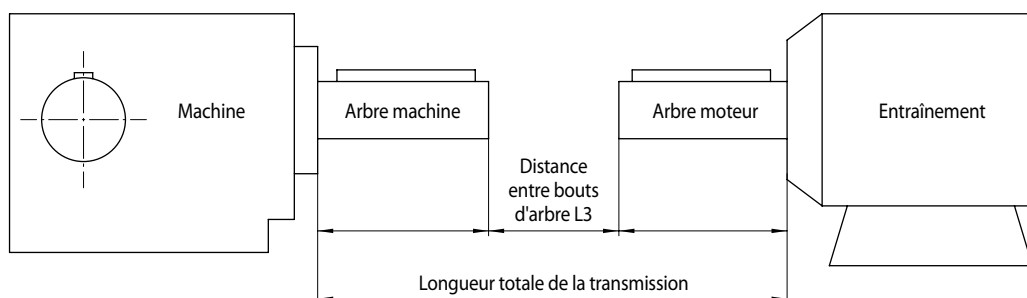 Machine
Arbre machine
Arbre moteur
Entraînement
Distance
entre bouts
d'arbre L3
Longueur totale de la transmission